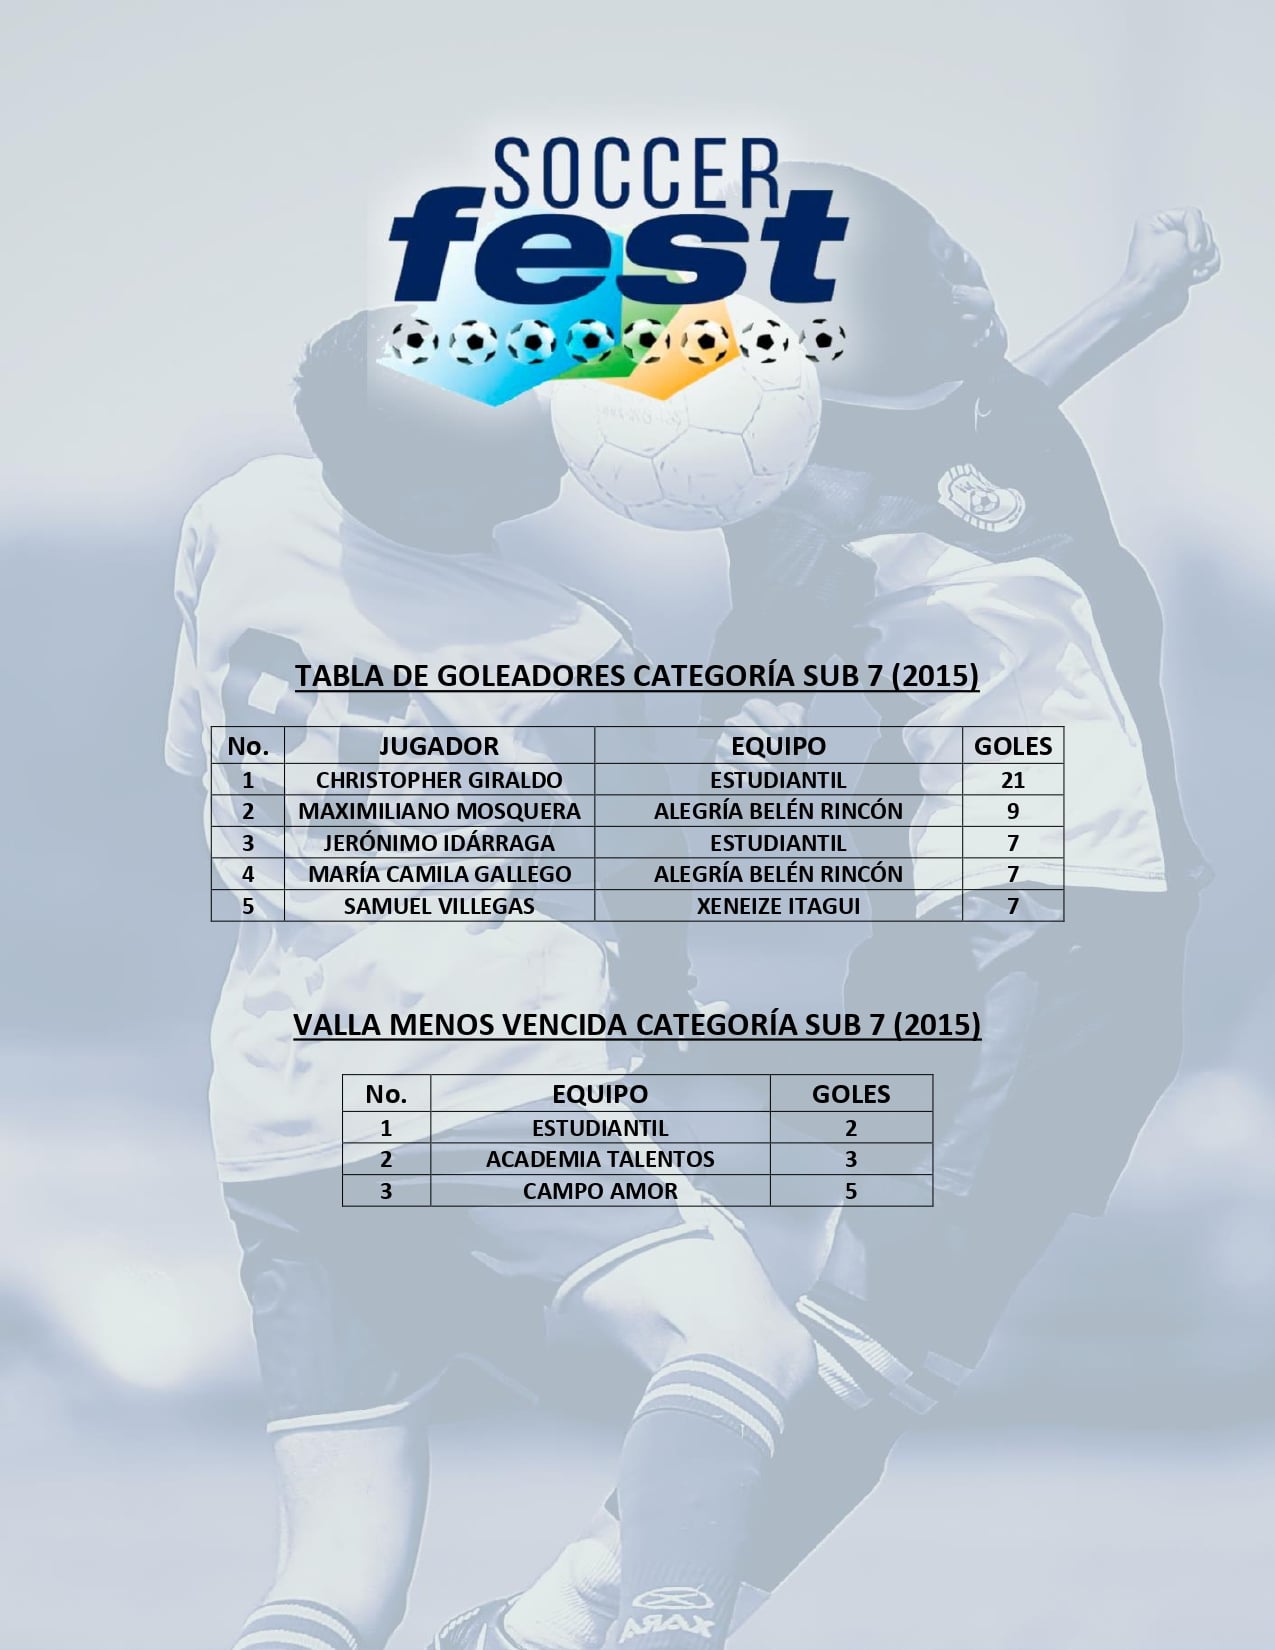 SOCCER
fest
TABLA DE GOLEADORES CATEGORÍA SUB 7 (2015)
No. JUGADOR EQUIPO GOLES
1 CHRISTOPHER GIRALDO ESTUDIANTIL 21
2 MAXIMILIANO MOSQUERA ALEGRÍA BELÉN RINCÓN 9
3 JERÓNIMO IDÁRRAGA ESTUDIANTIL 7
4 MARÍA CAMILA GALLEGO ALEGRÍA BELÉN RINCÓN 7
5 SAMUEL VILLEGAS XENEIZE ITAGUI 7
VALLA MENOS VENCIDA CATEGORÍA SUB 7 (2015)
No. EQUIPO GOLES
1 ESTUDIANTIL 2
2 ACADEMIA TALENTOS 3
3 CAMPO AMOR 5
XARA